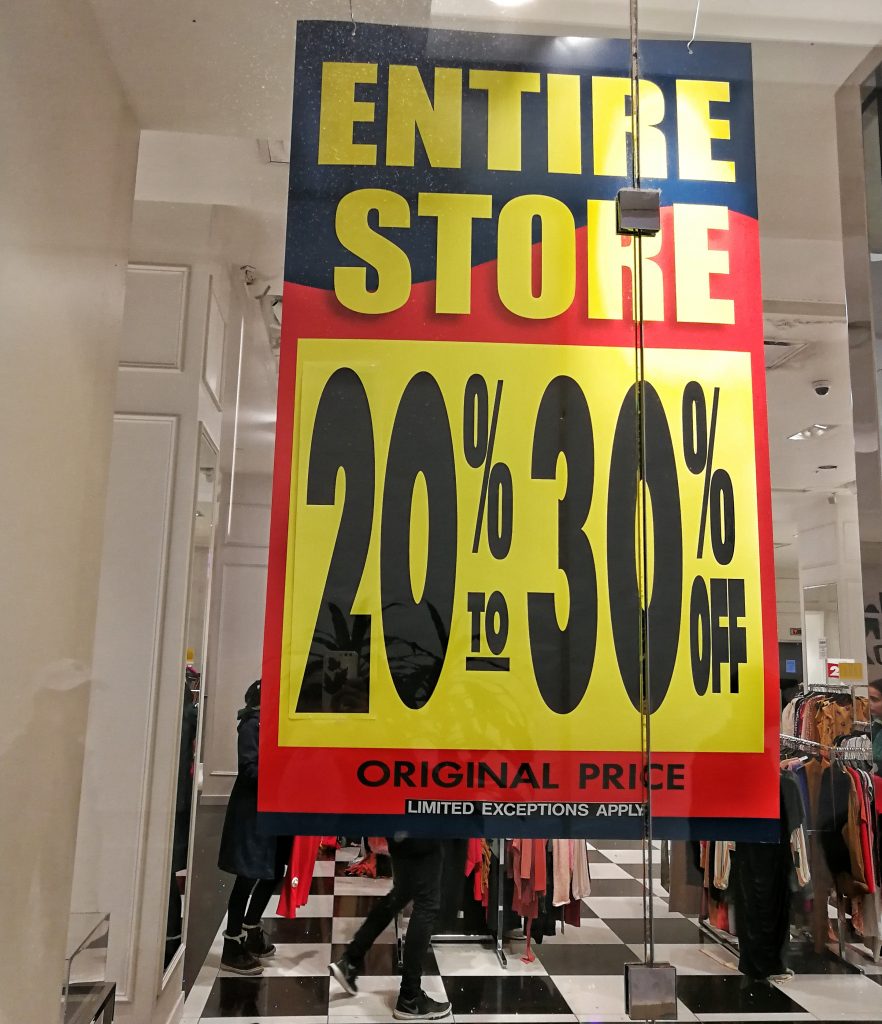 ENTIRE
STORE
20% TO 30% OFF
ORIGINAL PRICE
LIMITED EXCEPTIONS APPLY